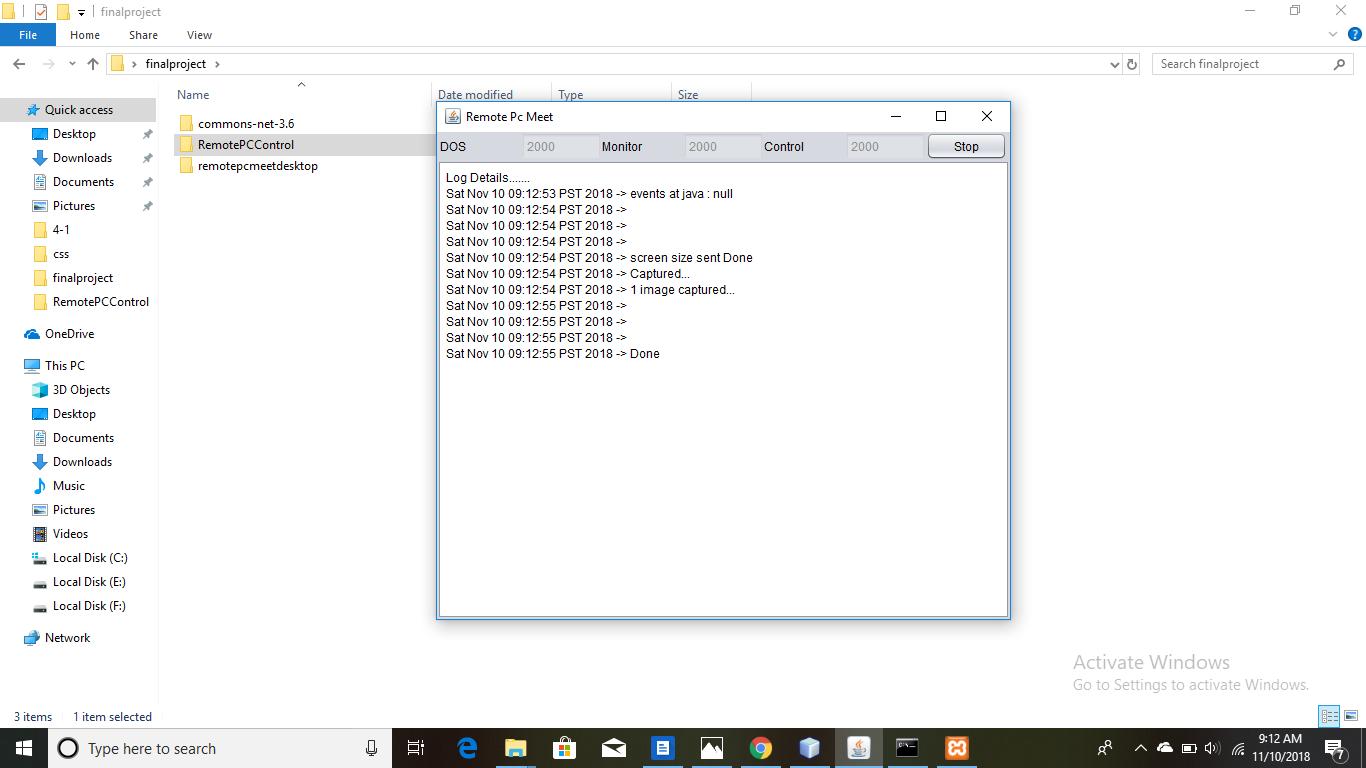 finalproject
File Home Share View
finalproject
Search finalproject
Name Date modified Type Size
Quick access
Desktop
Downloads
Documents
Pictures
4-1
css
finalproject
RemotePCControl
OneDrive
This PC
3D Objects
Desktop
Documents
Downloads
Music
Pictures
Videos
Local Disk (C:)
Local Disk (E:)
Local Disk (F:)
Network
commons-net-3.6
RemotePCControl
remotepcmeetdesktop
Remote Pc Meet
DOS 2000 Monitor 2000 Control 2000 Stop
Log Details.......
Sat Nov 10 09:12:53 PST 2018 -> events at java : null
Sat Nov 10 09:12:54 PST 2018 ->
Sat Nov 10 09:12:54 PST 2018 ->
Sat Nov 10 09:12:54 PST 2018 ->
Sat Nov 10 09:12:54 PST 2018 -> screen size sent Done
Sat Nov 10 09:12:54 PST 2018 -> Captured...
Sat Nov 10 09:12:54 PST 2018 -> 1 image captured...
Sat Nov 10 09:12:55 PST 2018 ->
Sat Nov 10 09:12:55 PST 2018 ->
Sat Nov 10 09:12:55 PST 2018 ->
Sat Nov 10 09:12:55 PST 2018 -> Done
Activate Windows
Go to Settings to activate Windows.
3 items 1 item selected
Type here to search
9:12 AM
11/10/2018
7